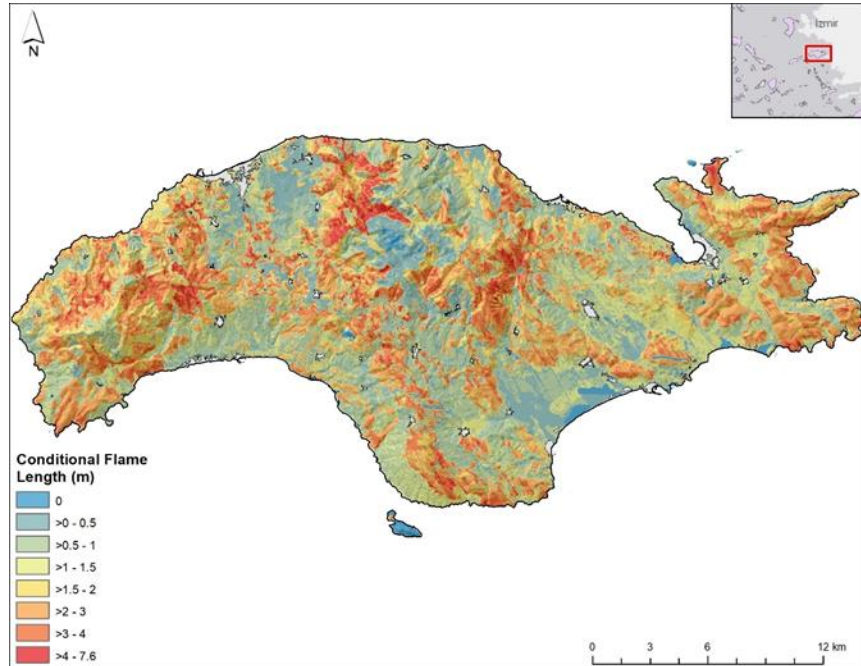 N
Izmir
Conditional Flame
Length (m)
0
>0 - 0.5
>0.5 - 1
>1 - 1.5
>1.5 - 2
>2 - 3
>3 - 4
>4 - 7.6
0 3 6 12 km